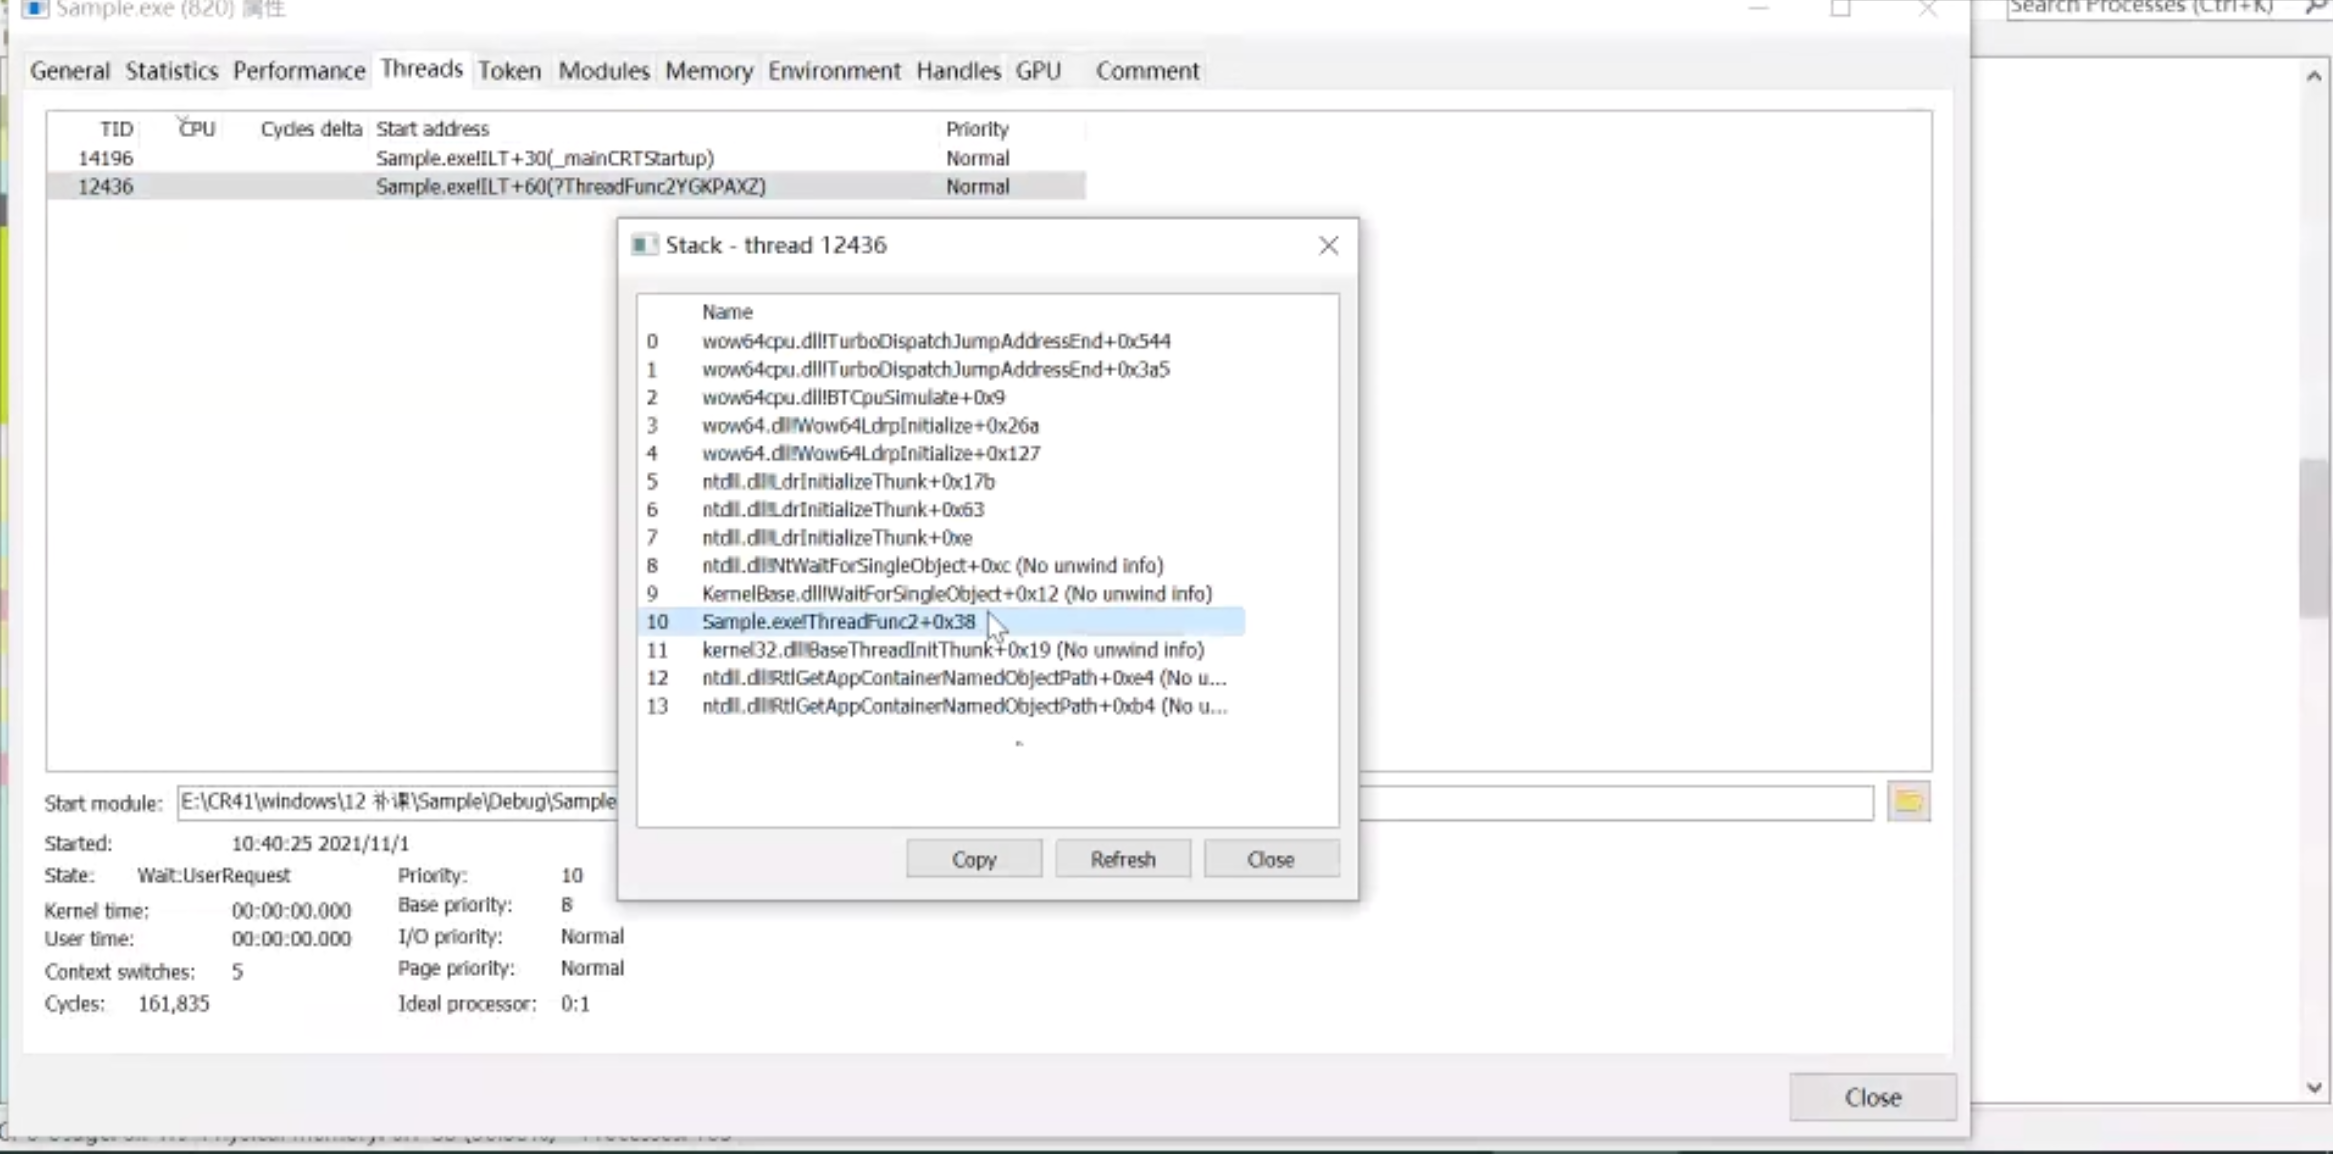 Sample.exe (820) 属性
Search Processes (Ctrl+K)
General Statistics Performance Threads Token Modules Memory Environment Handles GPU Comment
TID CPU Cycles delta Start address Priority
14196 Sample.exe!ILT+30(_mainCRTStartup) Normal
12436 Sample.exe!ILT+60(?ThreadFunc2YGKPAXZ) Normal
Stack - thread 12436
Name
0 wow64cpu.dll!TurboDispatchJumpAddressEnd+0x544
1 wow64cpu.dll!TurboDispatchJumpAddressEnd+0x3a5
2 wow64cpu.dll!BTCpuSimulate+0x9
3 wow64.dll!Wow64LdrpInitialize+0x26a
4 wow64.dll!Wow64LdrpInitialize+0x127
5 ntdll.dll!LdrInitializeThunk+0x17b
6 ntdll.dll!LdrInitializeThunk+0x63
7 ntdll.dll!LdrInitializeThunk+0xe
8 ntdll.dll!NtWaitForSingleObject+0xc (No unwind info)
9 KernelBase.dll!WaitForSingleObject+0x12 (No unwind info)
10 Sample.exe!ThreadFunc2+0x38
11 kernel32.dll!BaseThreadInitThunk+0x19 (No unwind info)
12 ntdll.dll!RtlGetAppContainerNamedObjectPath+0xe4 (No u...
13 ntdll.dll!RtlGetAppContainerNamedObjectPath+0xb4 (No u...
Copy Refresh Close
Start module: E:\CR41\windows\12 补课\Sample\Debug\Sample
Started: 10:40:25 2021/11/1
State: Wait:UserRequest Priority: 10
Kernel time: 00:00:00.000 Base priority: 8
User time: 00:00:00.000 I/O priority: Normal
Context switches: 5 Page priority: Normal
Cycles: 161,835 Ideal processor: 0:1
Close